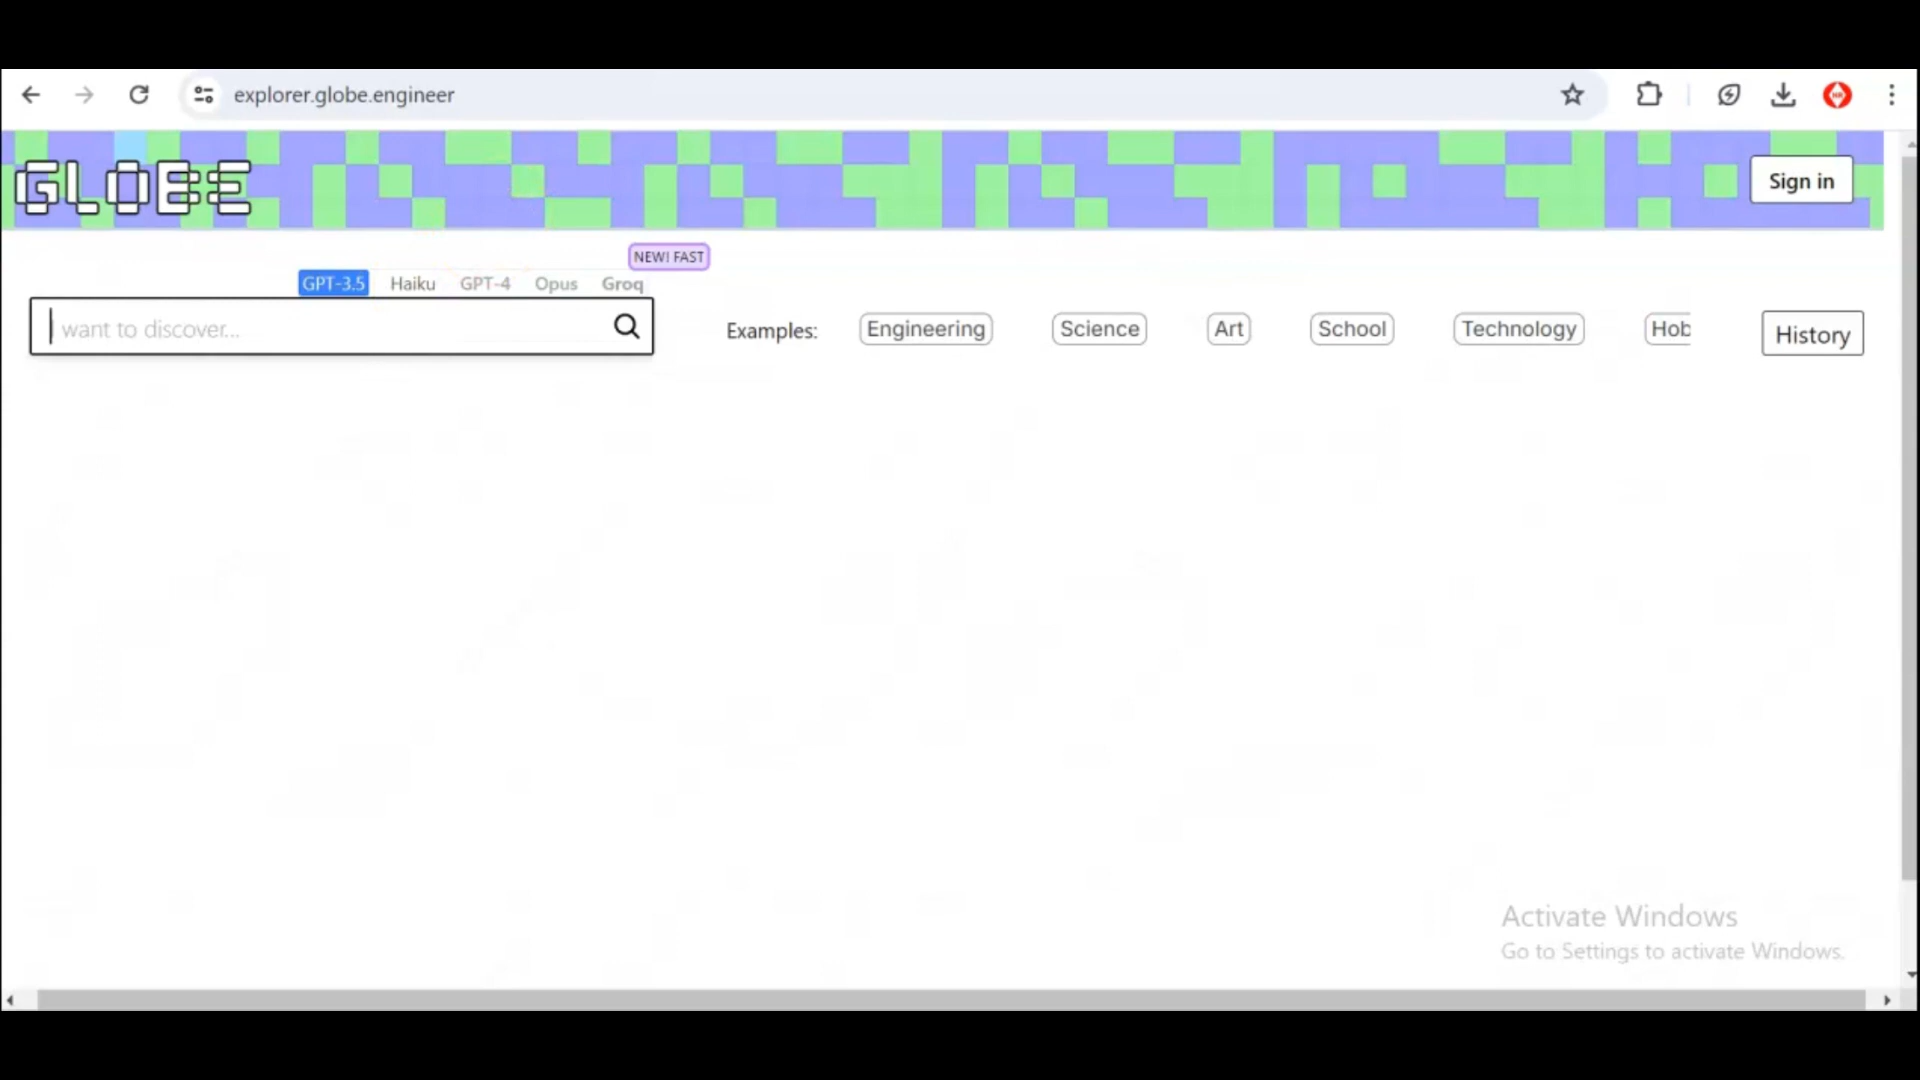 explorer.globe.engineer
GLOBE
Sign in
NEW! FAST
GPT-3.5 Haiku GPT-4 Opus Groq
want to discover...
Examples: Engineering Science Art School Technology Hob
History
Activate Windows
Go to Settings to activate Windows.